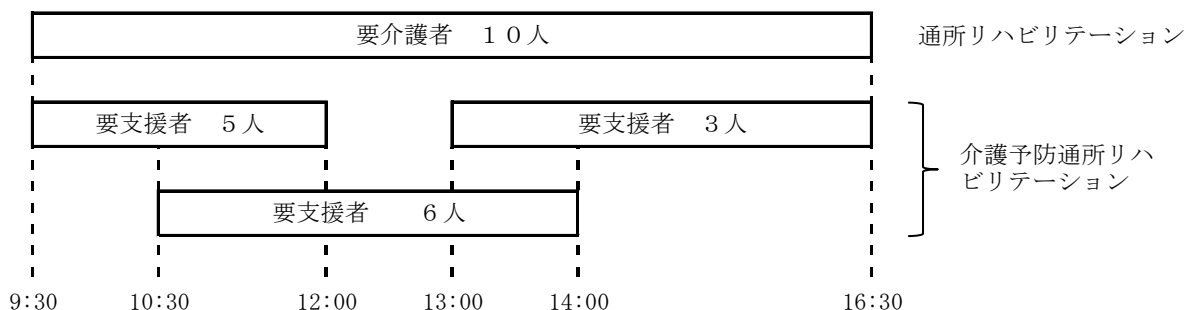 要介護者　１０人
通所リハビリテーション
要支援者　５人
要支援者　３人
介護予防通所リハ
ビリテーション
要支援者　　６人
9:30
10:30
12:00
13:00
14:00
16:30